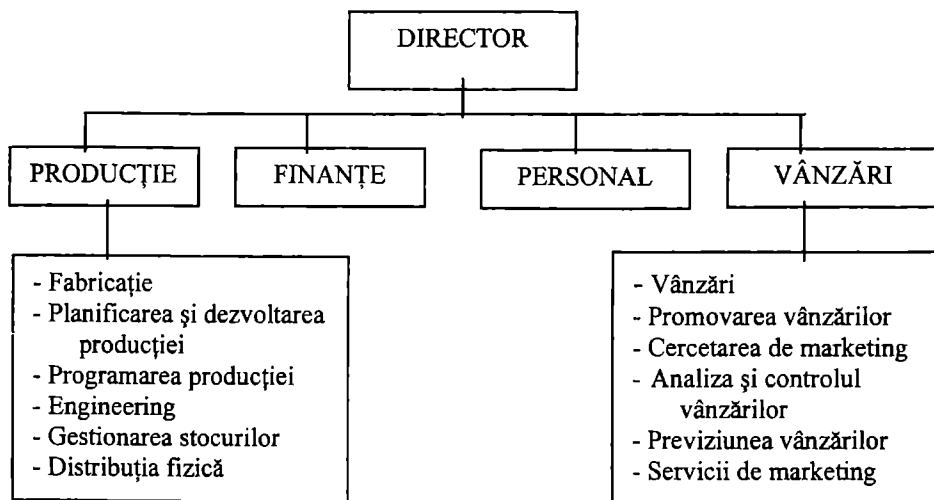 DIRECTOR
PRODUCȚIE
FINANȚE
PERSONAL
VÂNZĂRI
- Fabricație
- Planificarea și dezvoltarea
producției
- Programarea producției
- Engineering
- Gestionarea stocurilor
- Distribuția fizică
- Vânzări
- Promovarea vânzărilor
- Cercetarea de marketing
- Analiza și controlul
vânzărilor
- Previziunea vânzărilor
- Servicii de marketing